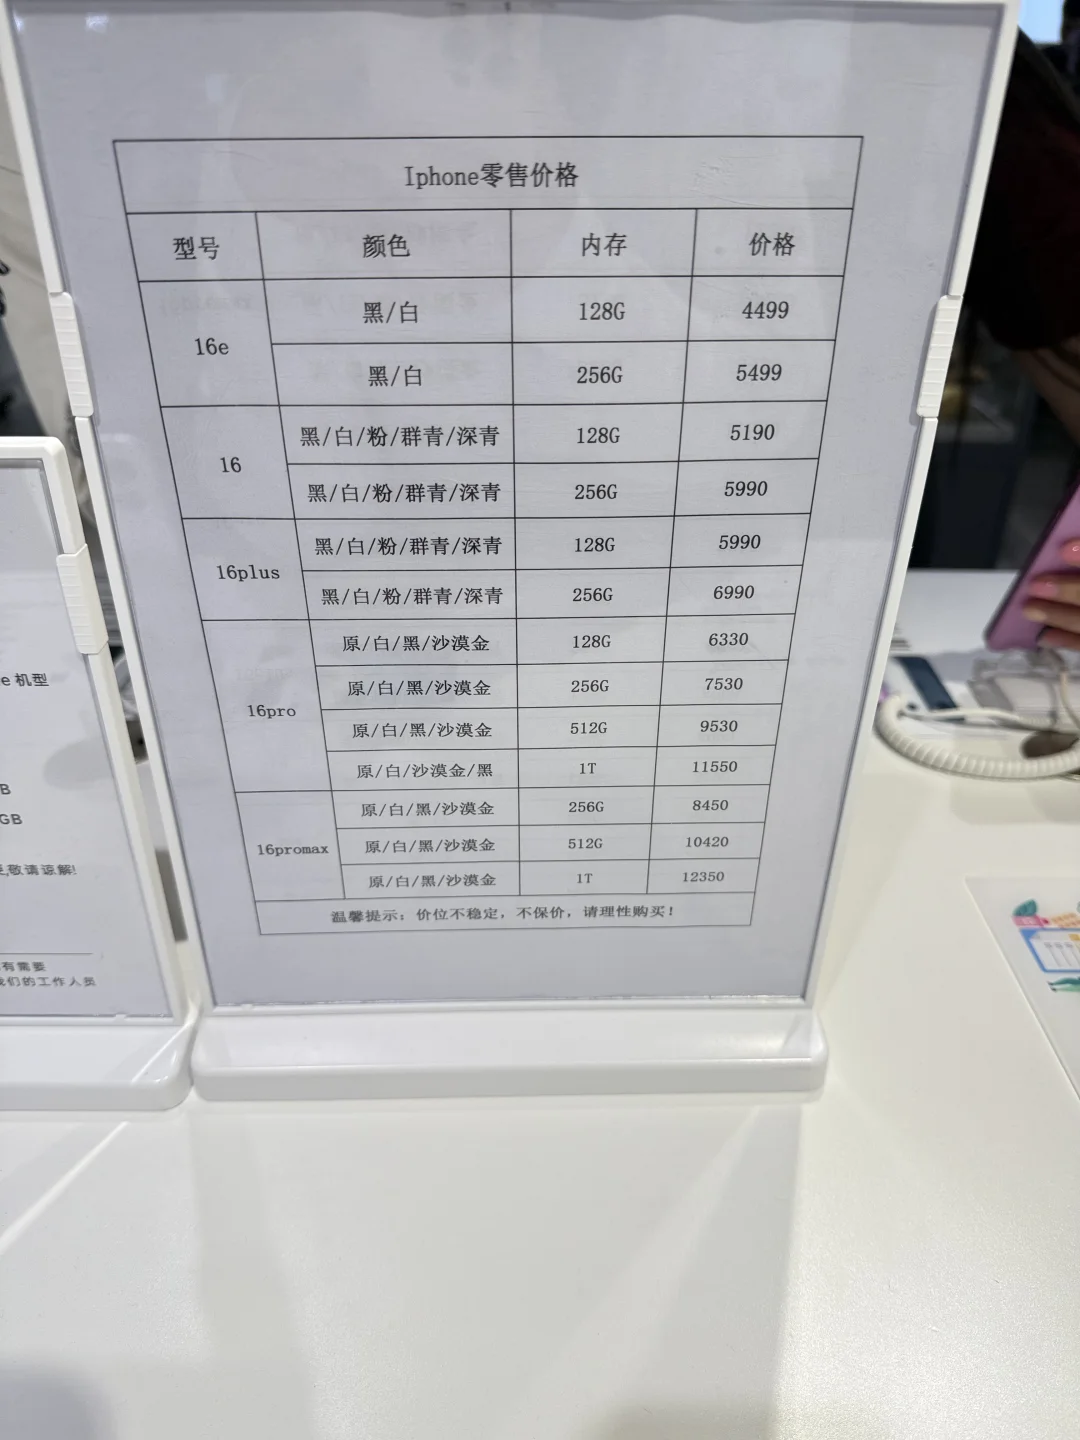 Iphone零售价格
型号 颜色 内存 价格
16e 黑/白 128G 4499
黑/白 256G 5499
16 黑/白/粉/群青/深青 128G 5190
黑/白/粉/群青/深青 256G 5990
16plus 黑/白/粉/群青/深青 128G 5990
黑/白/粉/群青/深青 256G 6990
16pro 原/白/黑/沙漠金 128G 6330
原/白/黑/沙漠金 256G 7530
原/白/黑/沙漠金 512G 9530
原/白/沙漠金/黑 1T 11550
16promax 原/白/黑/沙漠金 256G 8450
原/白/黑/沙漠金 512G 10420
原/白/黑/沙漠金 1T 12350
温馨提示：价位不稳定，不保价，请理性购买！
e 机型
B
GB
,敬请谅解!
有需要
我们的工作人员